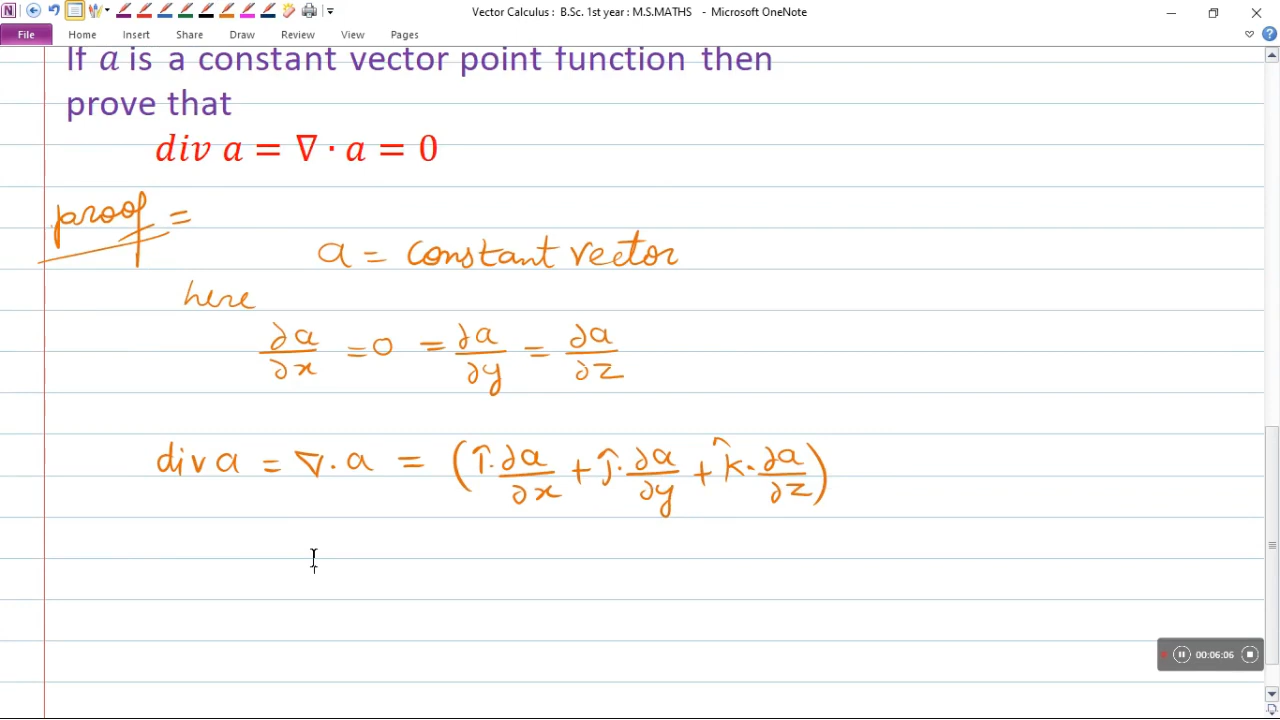 Vector Calculus : B.Sc. 1st year : M.S.MATHS - Microsoft OneNote
File Home Insert Share Draw Review View Pages
If a is a constant vector point function then
prove that
div a = ∇ · a = 0
proof =
a = constant vector
here
∂a/∂x = 0 = ∂a/∂y = ∂a/∂z
div a = ∇. a = (î. ∂a/∂x + ĵ. ∂a/∂y + k̂. ∂a/∂z)
00:06:06